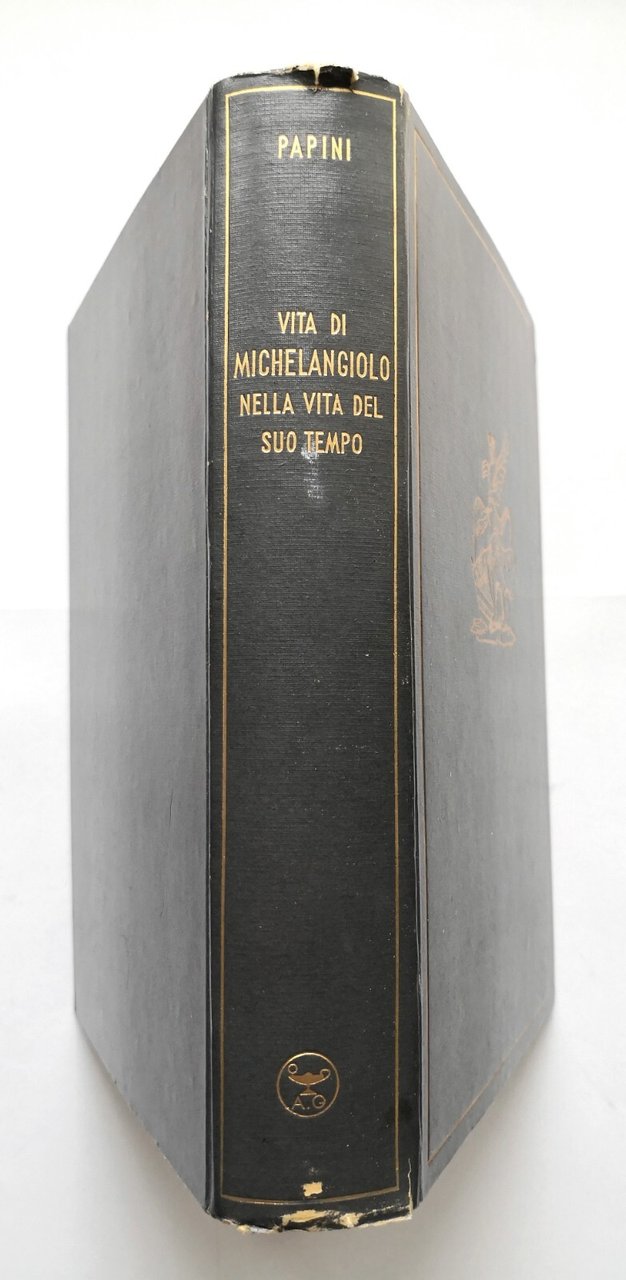 PAPINI
VITA DI
MICHELANGIOLO
NELLA VITA DEL
SUO TEMPO
A.G